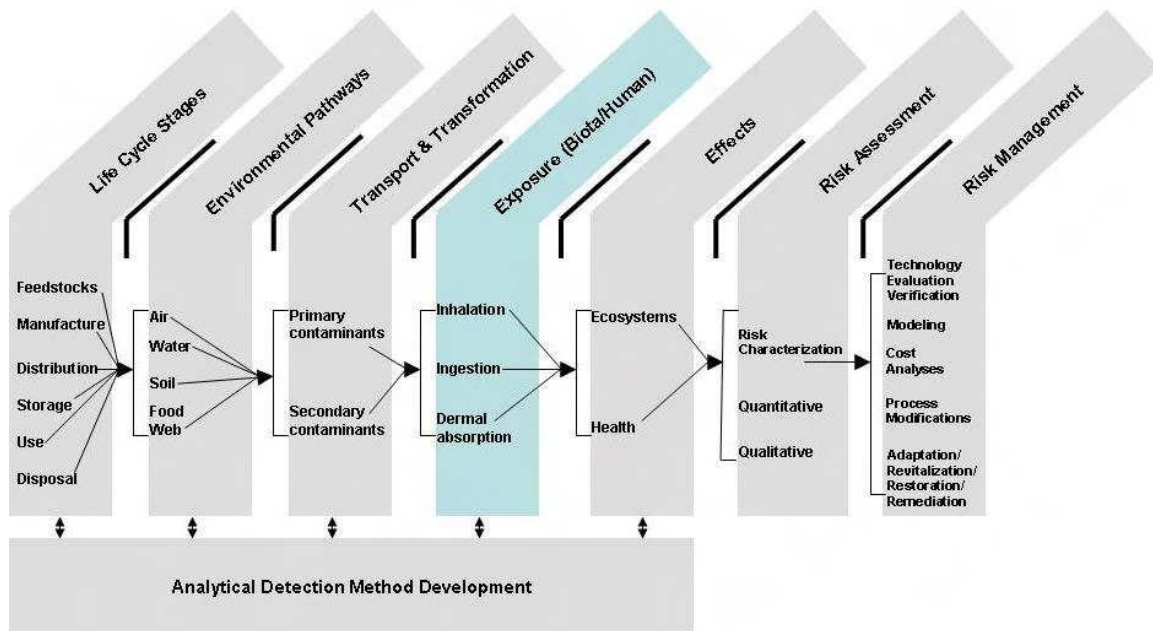 Life Cycle Stages
Environmental Pathways
Transport & Transformation
Exposure (Biota/Human)
Effects
Risk Assessment
Risk Management
Feedstocks
Manufacture
Distribution
Storage
Use
Disposal
Air
Water
Soil
Food
Web
Primary
contaminants
Secondary
contaminants
Inhalation
Ingestion
Dermal
absorption
Ecosystems
Health
Risk
Characterization
Quantitative
Qualitative
Technology
Evaluation
Verification
Modeling
Cost
Analyses
Process
Modifications
Adaptation/
Revitalization/
Restoration/
Remediation
Analytical Detection Method Development